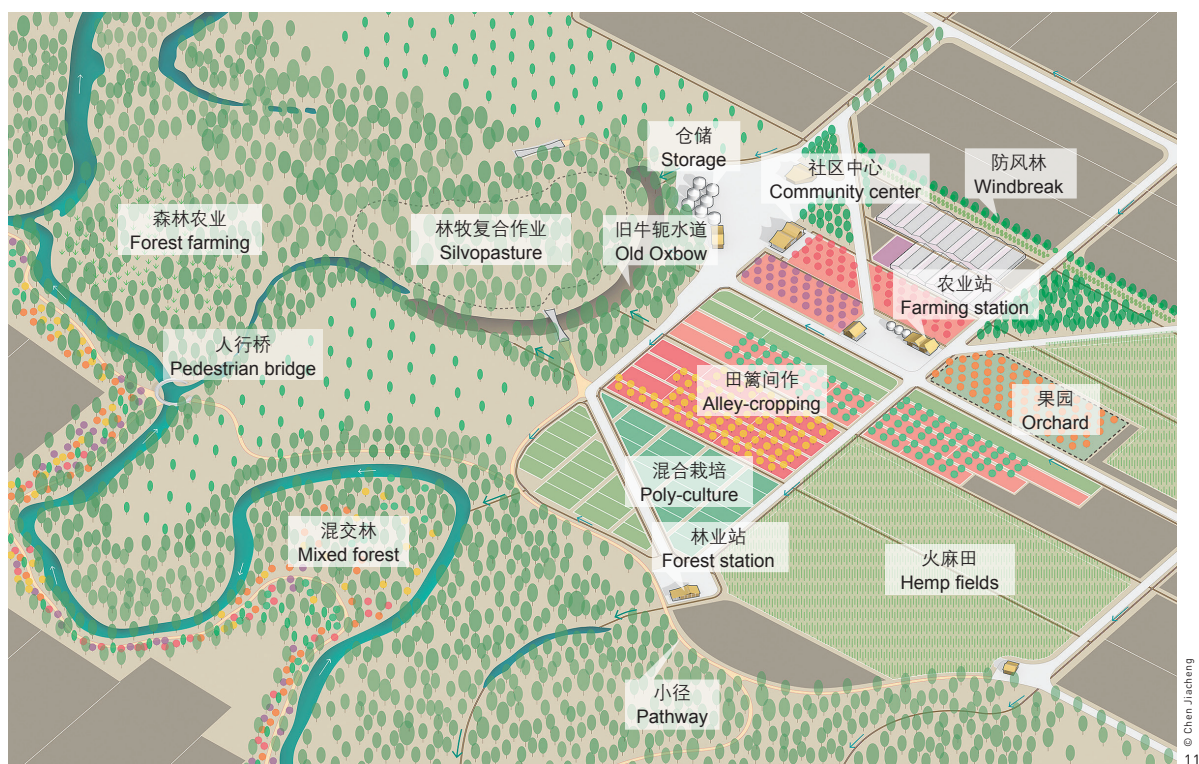 仓储
Storage
社区中心
Community center
防风林
Windbreak
森林农业
Forest farming
林牧复合作业
Silvopasture
旧牛轭水道
Old Oxbow
农业站
Farming station
人行桥
Pedestrian bridge
田篱间作
Alley-cropping
果园
Orchard
混合栽培
Poly-culture
混交林
Mixed forest
林业站
Forest station
火麻田
Hemp fields
小径
Pathway
© Chen Jiacheng
11